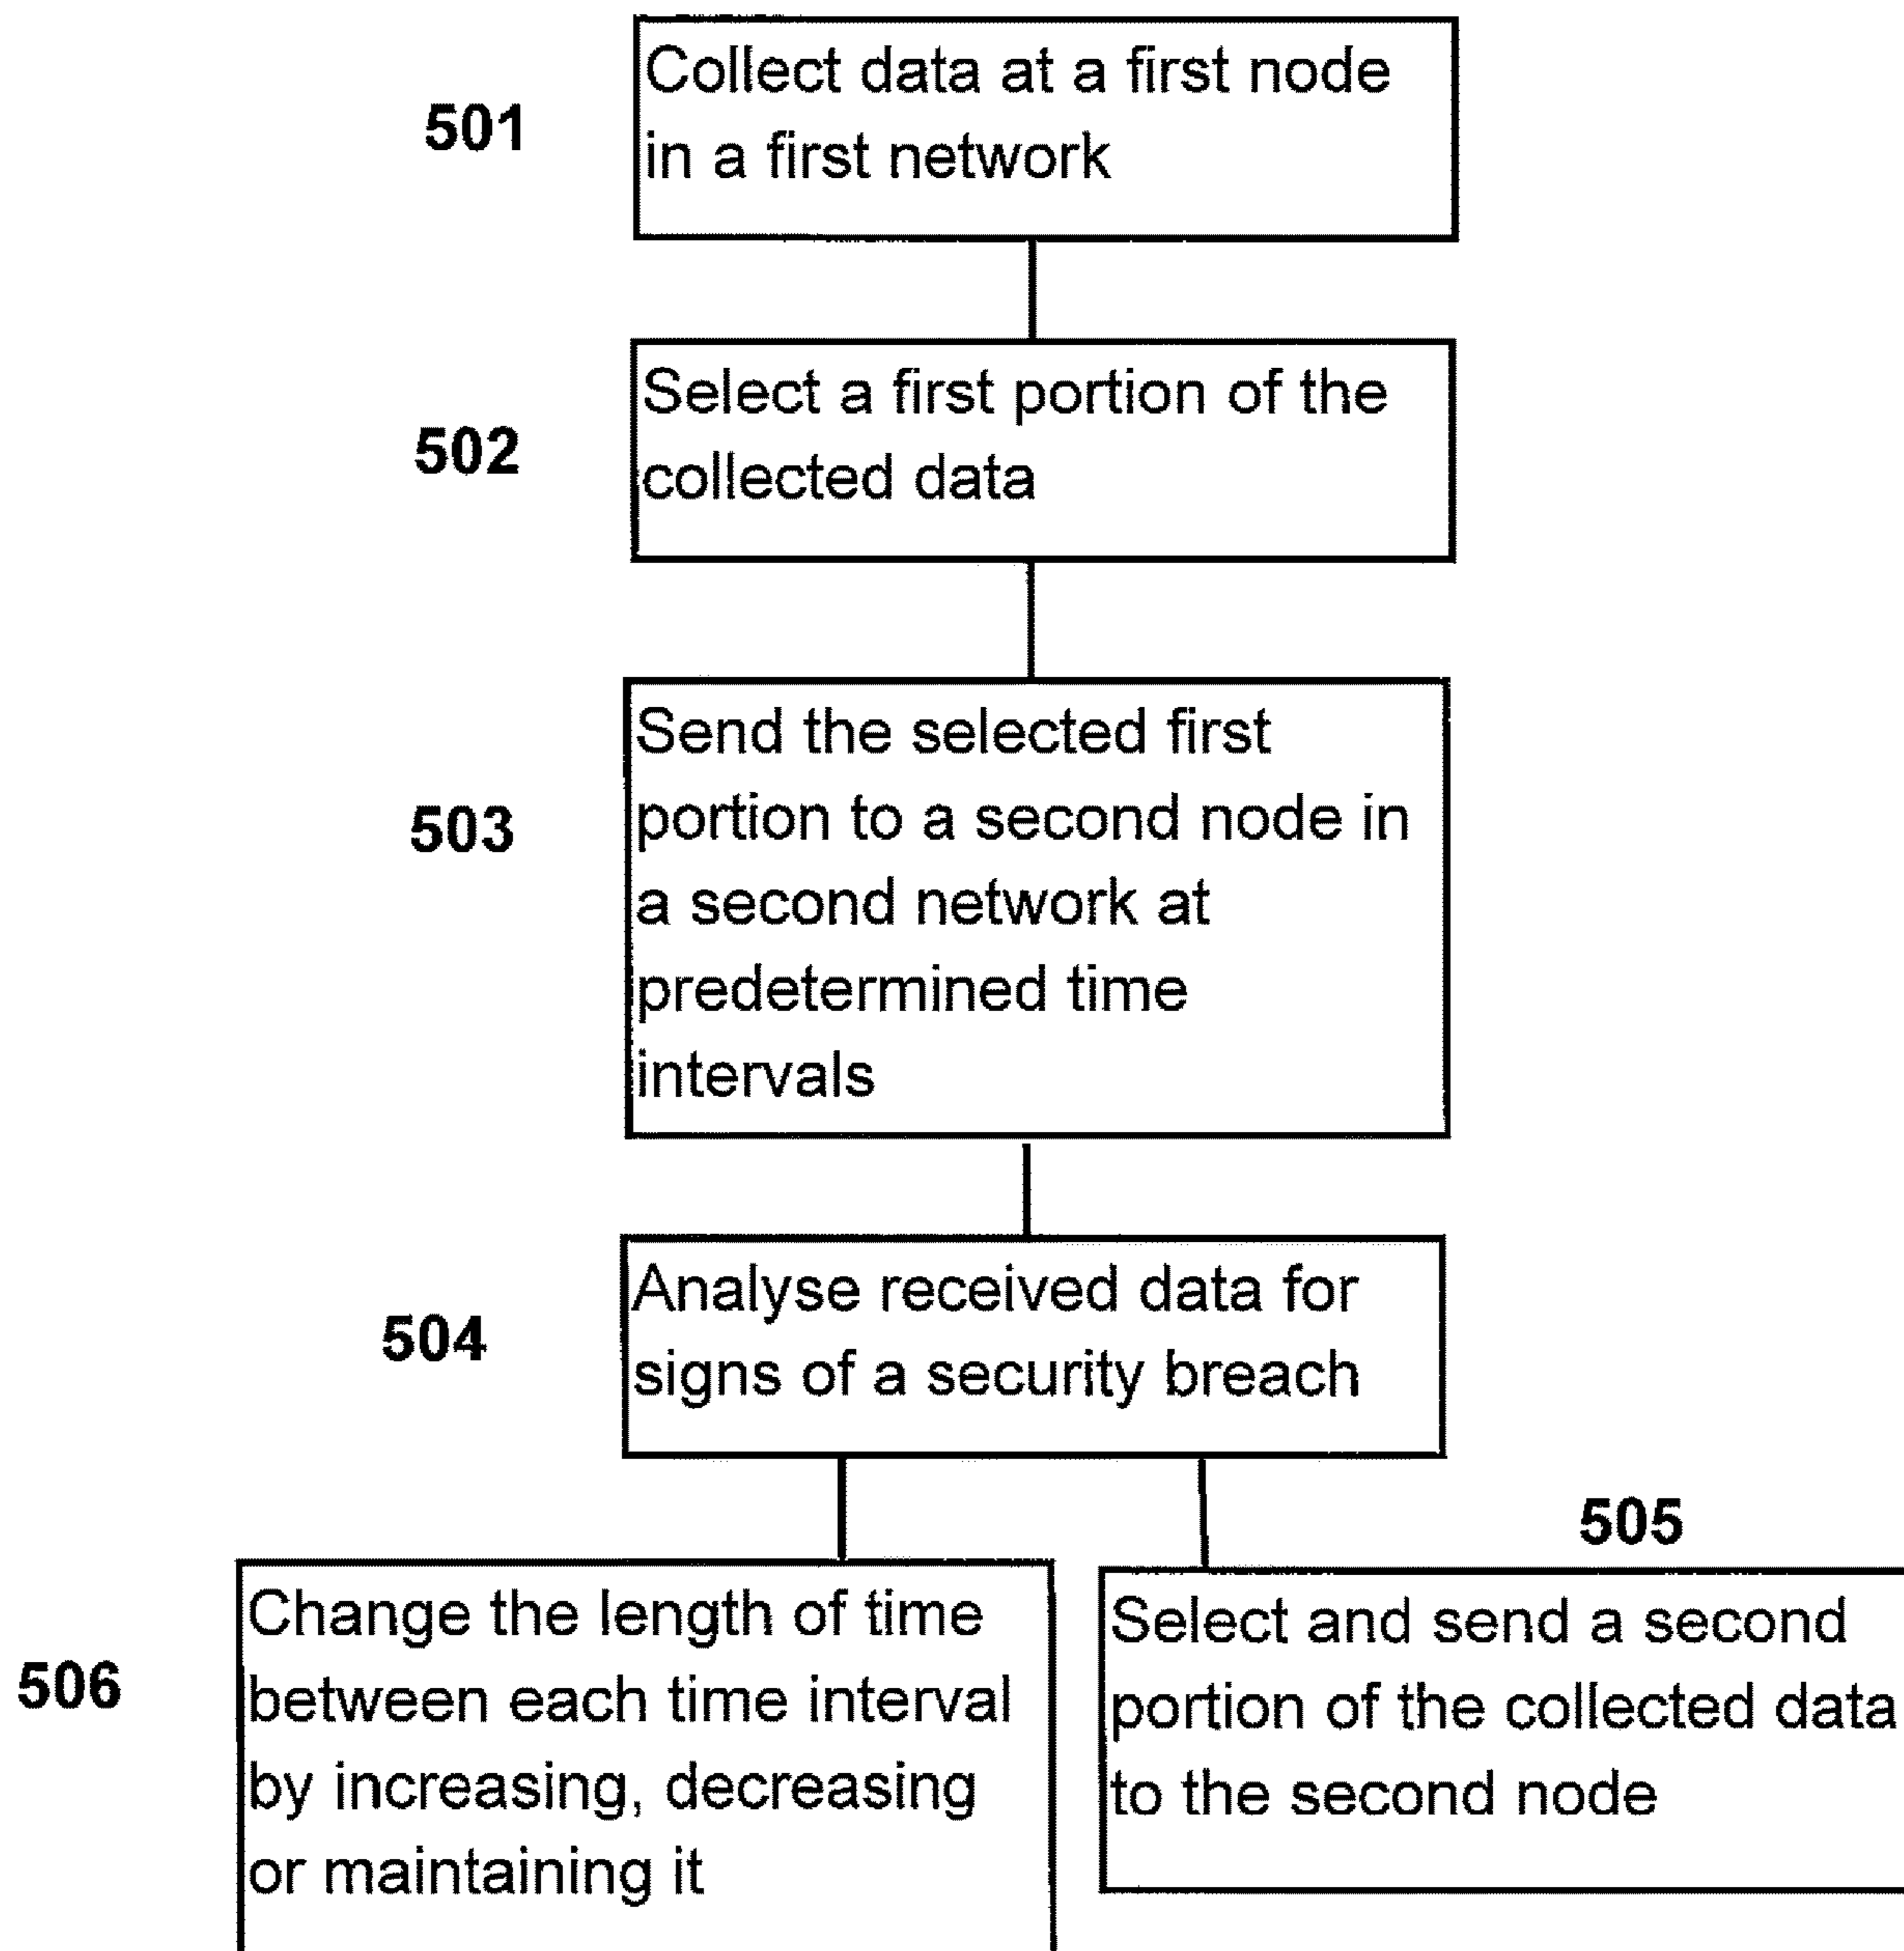 501
Collect data at a first node
in a first network
502
Select a first portion of the
collected data
503
Send the selected first
portion to a second node in
a second network at
predetermined time
intervals
504
Analyse received data for
signs of a security breach
506
Change the length of time
between each time interval
by increasing, decreasing
or maintaining it
505
Select and send a second
portion of the collected data
to the second node